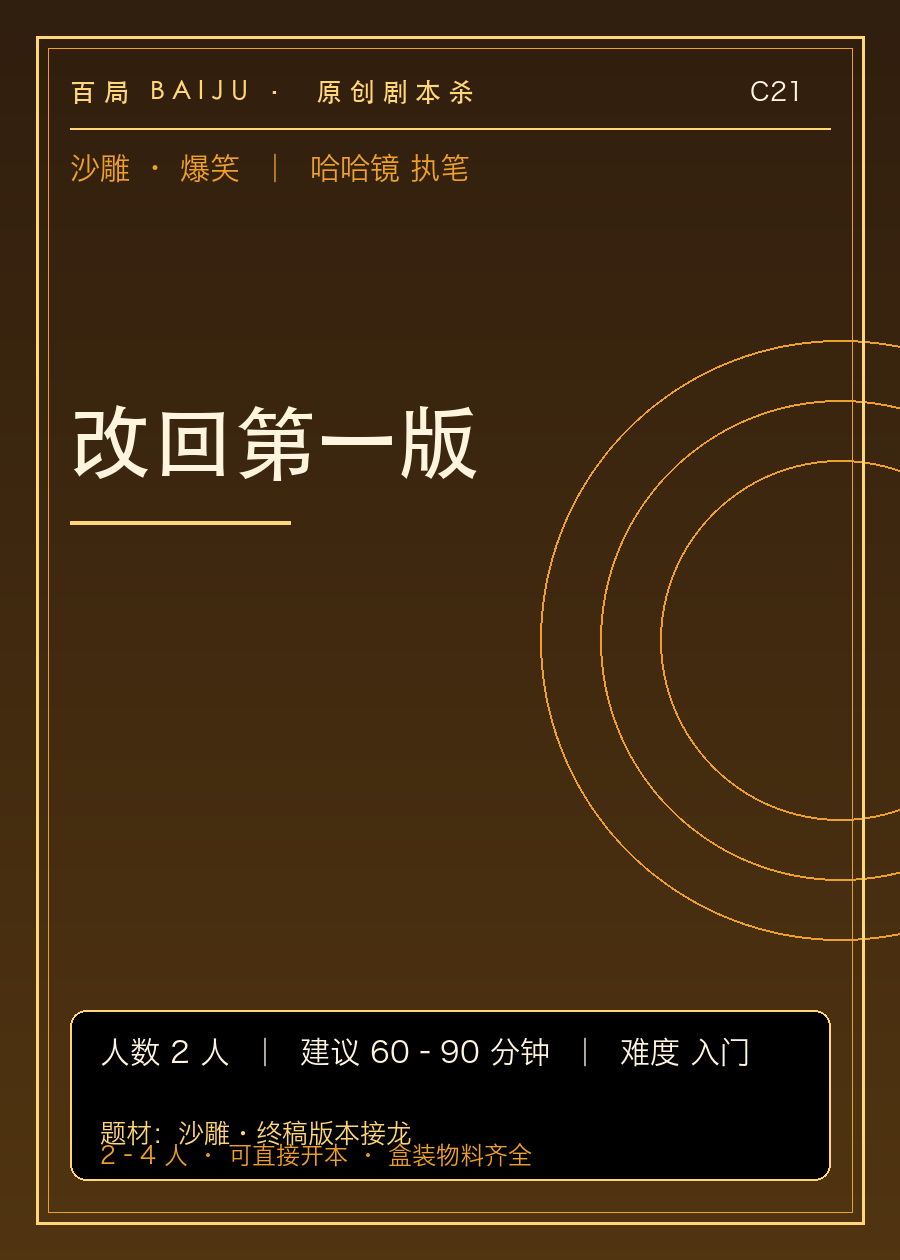 百局 BAIJU · 原创剧本杀 C21
沙雕 · 爆笑 ｜ 哈哈镜 执笔
改回第一版
人数 2 人 ｜ 建议 60 - 90 分钟 ｜ 难度 入门
题材: 沙雕·终稿版本接龙
2 - 4 人 · 可直接开本 · 盒装物料齐全